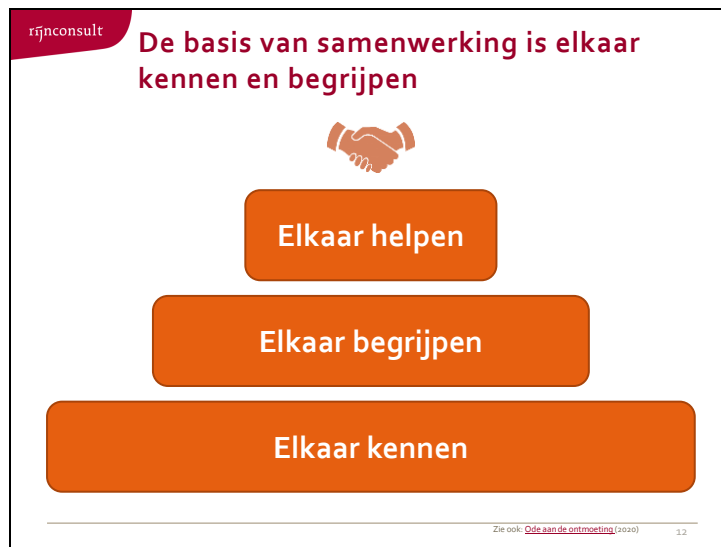 rijnconsult
De basis van samenwerking is elkaar
kennen en begrijpen
Elkaar helpen
Elkaar begrijpen
Elkaar kennen
Zie ook: Ode aan de ontmoeting (2020)
12